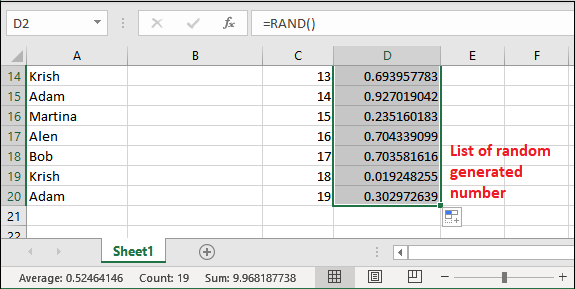 D2 fx =RAND()
A B C D E F
14 Krish 13 0.693957783
15 Adam 14 0.927019042
16 Martina 15 0.235160183
17 Alen 16 0.704339099
18 Bob 17 0.703581616
19 Krish 18 0.019248255
20 Adam 19 0.302972639
List of random
generated
number
21
22
Sheet1
Average: 0.52464146 Count: 19 Sum: 9.968187738